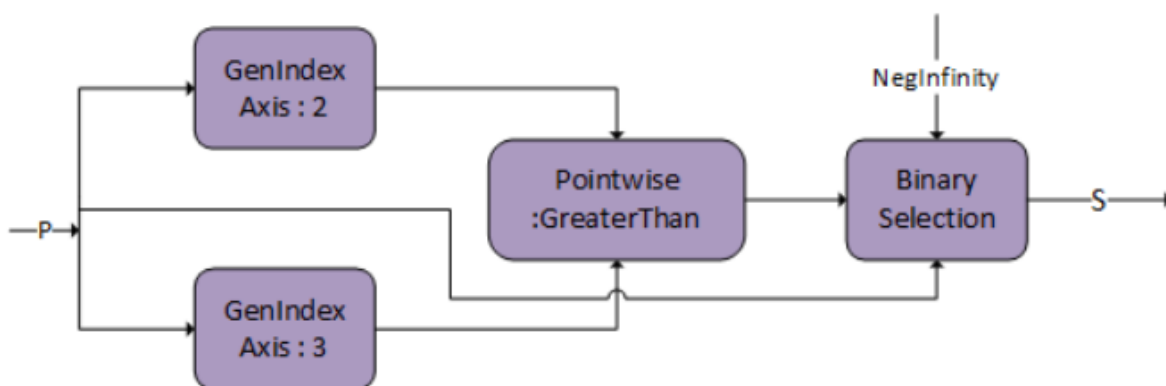 GenIndex
Axis : 2
NegInfinity
Pointwise
:GreaterThan
Binary
Selection
P
S
GenIndex
Axis : 3